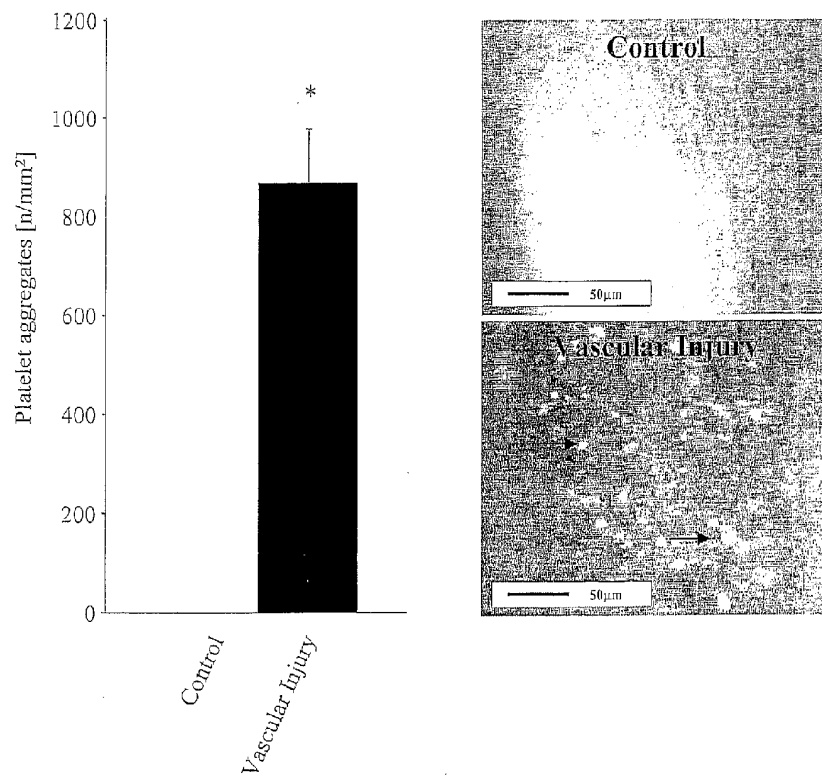 1200
1000
800
600
400
200
0
Platelet aggregates [n/mm²]
*
Control
Vascular Injury
Control
50µm
Vascular Injury
50µm